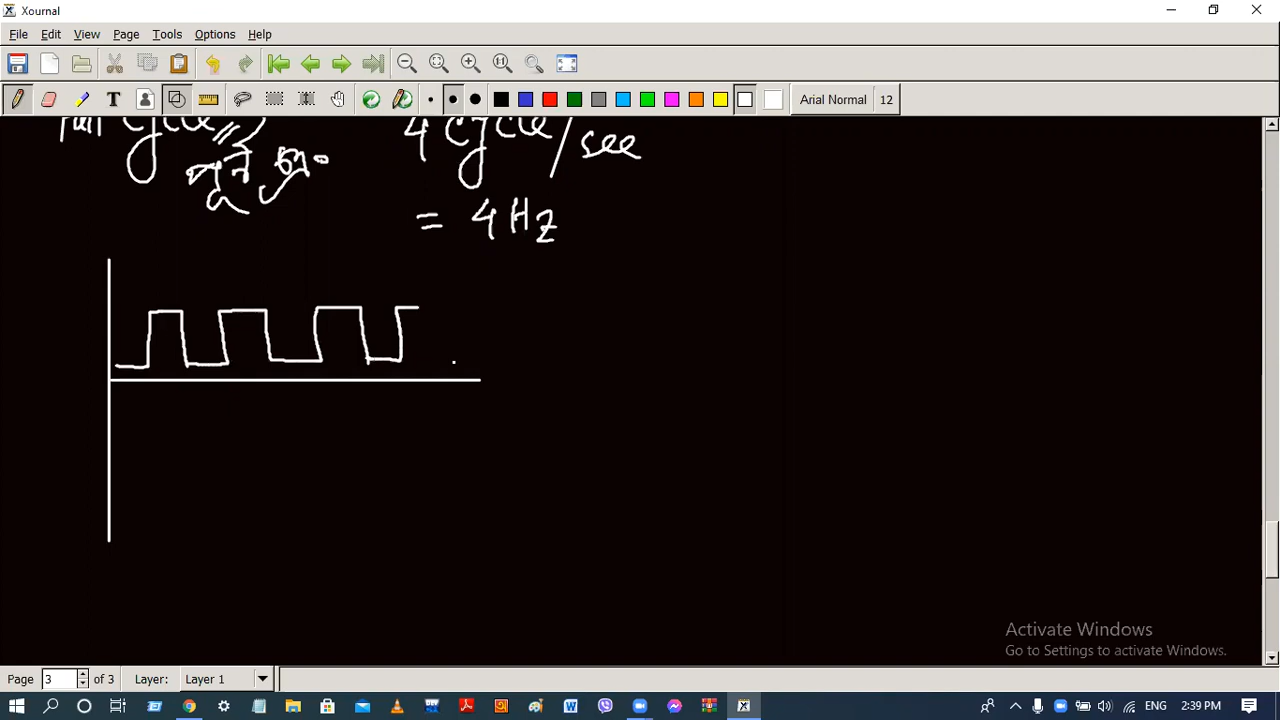 Xournal
File Edit View Page Tools Options Help
Arial Normal 12
full Cycle
4 Cycle/see
= 4 Hz
Activate Windows
Go to Settings to activate Windows.
Page 3 of 3 Layer: Layer 1
ENG 2:39 PM